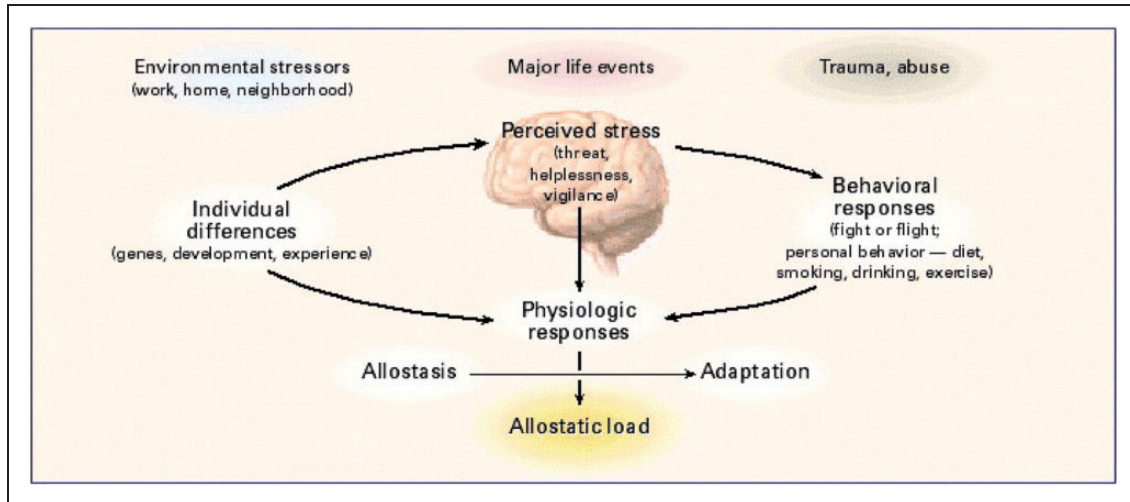 Environmental stressors
(work, home, neighborhood)
Major life events
Trauma, abuse
Perceived stress
(threat,
helplessness,
vigilance)
Individual
differences
(genes, development, experience)
Behavioral
responses
(fight or flight;
personal behavior — diet,
smoking, drinking, exercise)
Physiologic
responses
Allostasis
Adaptation
Allostatic load